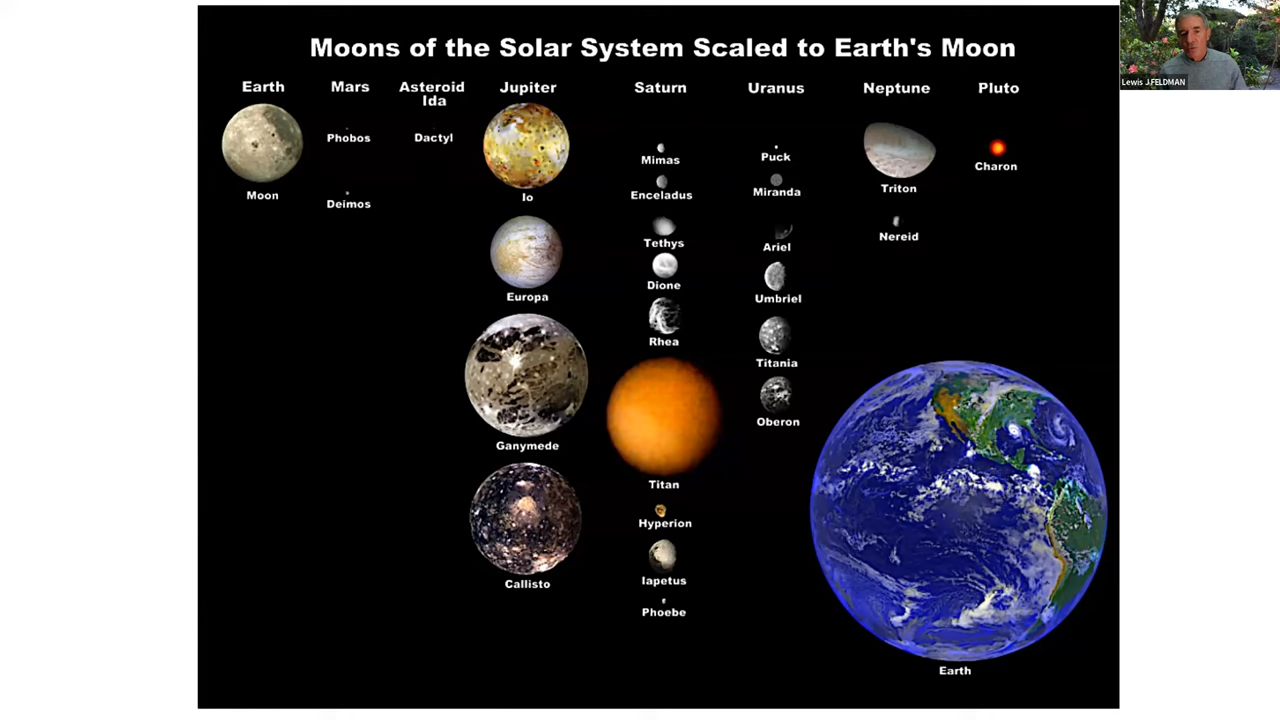 Moons of the Solar System Scaled to Earth's Moon
Earth
Mars
Asteroid
Ida
Jupiter
Saturn
Uranus
Neptune
Pluto
Moon
Phobos
Deimos
Dactyl
Io
Europa
Ganymede
Callisto
Mimas
Enceladus
Tethys
Dione
Rhea
Titan
Hyperion
Iapetus
Phoebe
Puck
Miranda
Ariel
Umbriel
Titania
Oberon
Triton
Nereid
Charon
Earth
Lewis J.FELDMAN